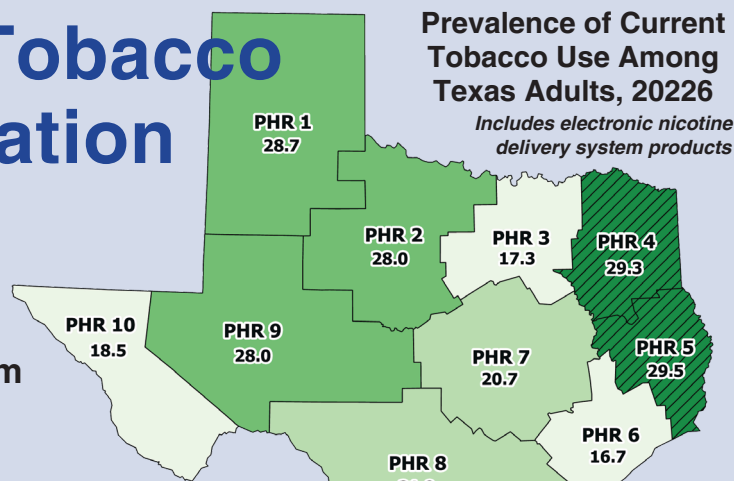 Tobacco
ation
Prevalence of Current
Tobacco Use Among
Texas Adults, 20226
Includes electronic nicotine
delivery system products
PHR 1
28.7
PHR 2
28.0
PHR 3
17.3
PHR 4
29.3
PHR 10
18.5
PHR 9
28.0
PHR 7
20.7
PHR 5
29.5
m
PHR 6
16.7
PHR 8